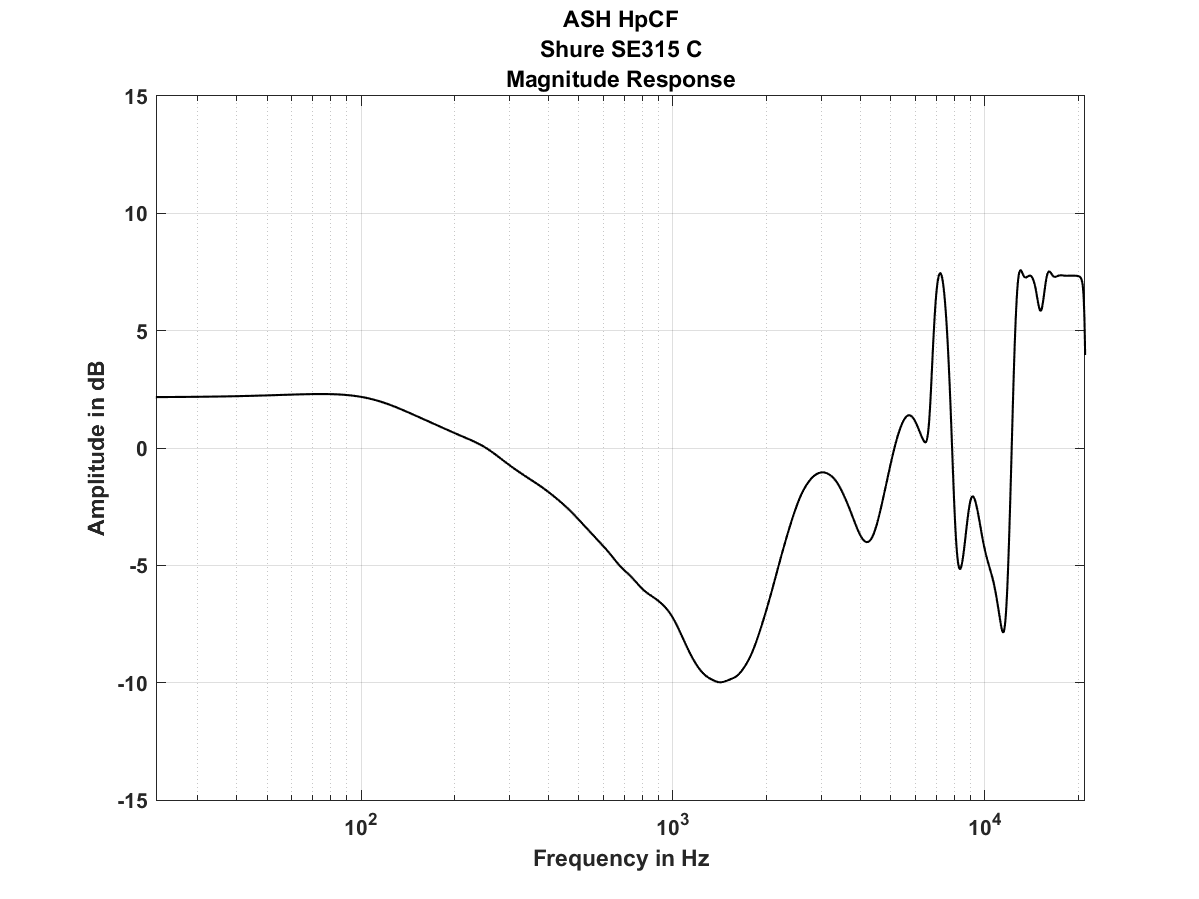 ASH HpCF
Shure SE315 C
Magnitude Response
15
10
5
0
-5
-10
-15
Amplitude in dB
10²
10³
10⁴
Frequency in Hz